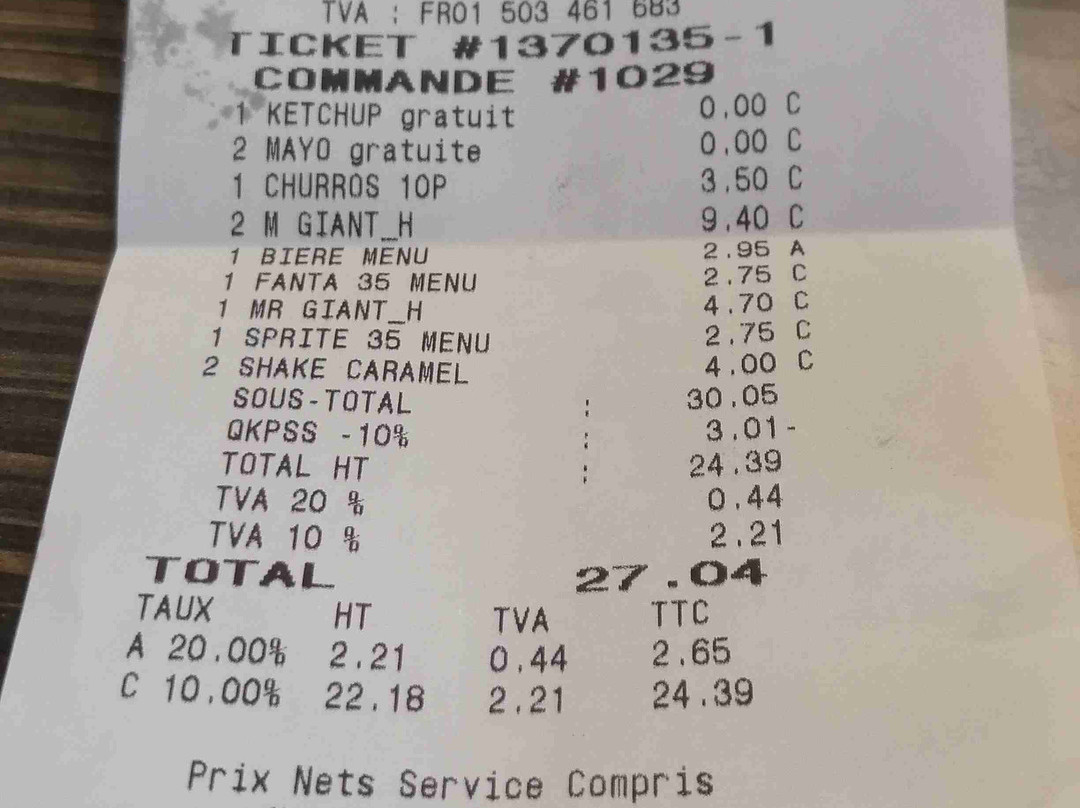 TVA : FR01 503 461 683
TICKET #1370135-1
COMMANDE #1029
1 KETCHUP gratuit 0.00 C
2 MAYO gratuite 0.00 C
1 CHURROS 10P 3.50 C
2 M GIANT_H 9.40 C
1 BIERE MENU 2.95 A
1 FANTA 35 MENU 2.75 C
1 MR GIANT_H 4.70 C
1 SPRITE 35 MENU 2.75 C
2 SHAKE CARAMEL 4.00 C
SOUS-TOTAL : 30.05
QKPSS -10% : 3.01-
TOTAL HT : 24.39
TVA 20 % 0.44
TVA 10 % 2.21
TOTAL 27.04
TAUX HT TVA TTC
A 20.00% 2.21 0.44 2.65
C 10.00% 22.18 2.21 24.39
Prix Nets Service Compris